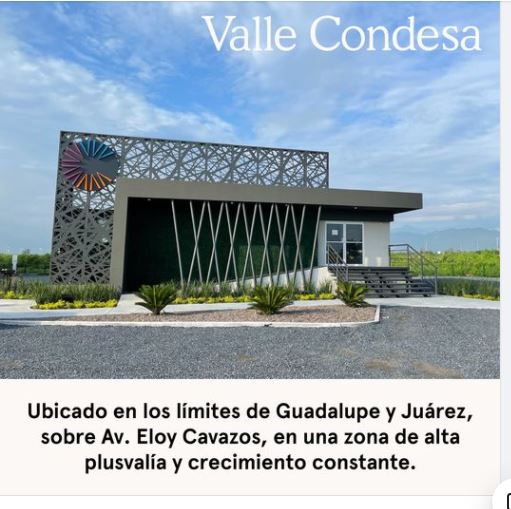 Valle Condesa
Ubicado en los límites de Guadalupe y Juárez,
sobre Av. Eloy Cavazos, en una zona de alta
plusvalía y crecimiento constante.